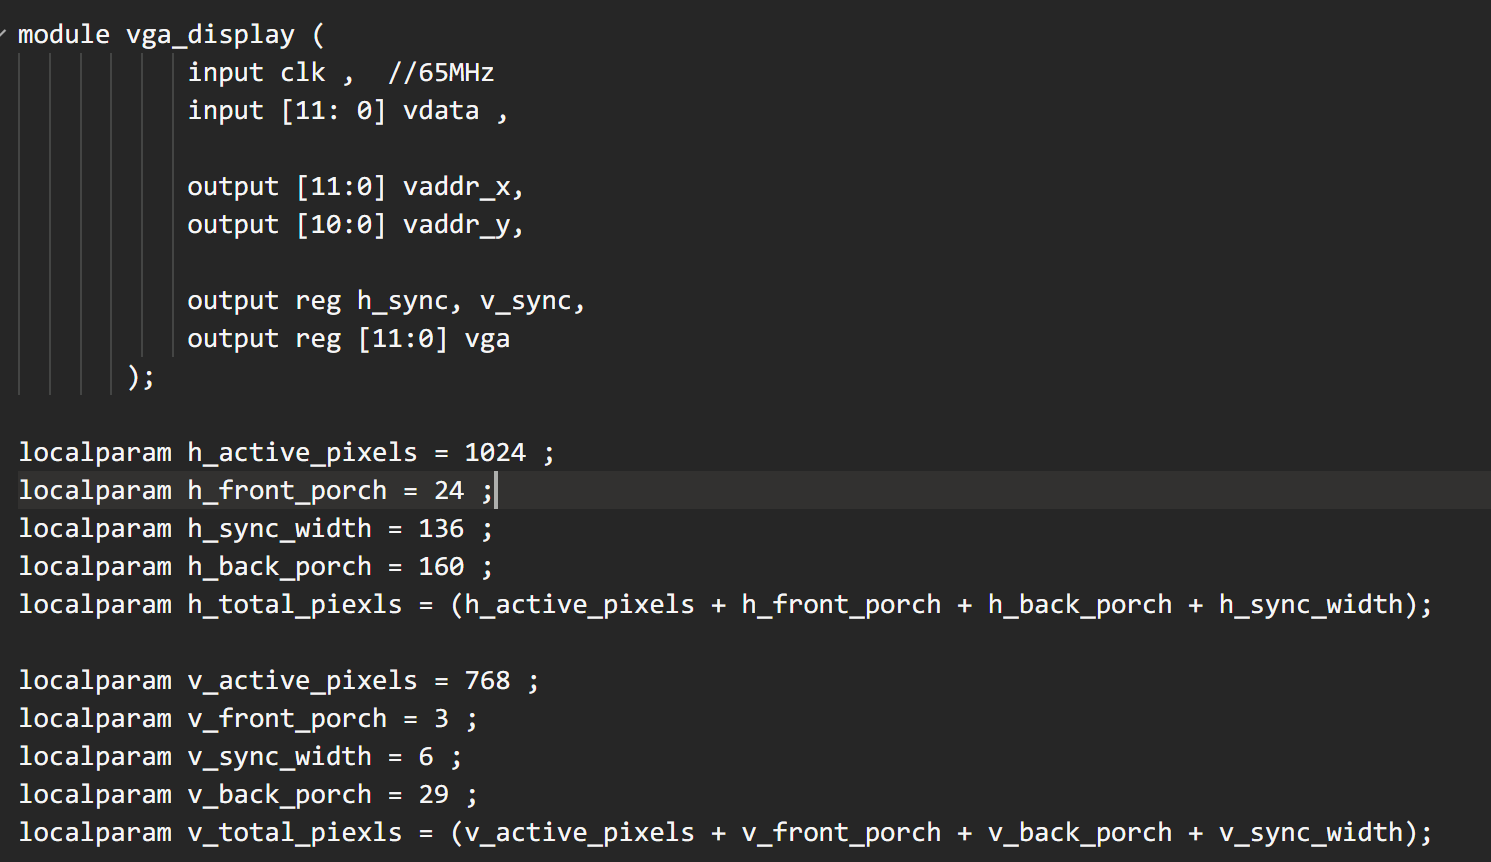 module vga_display (
input clk ,  //65MHz
input [11: 0] vdata ,
output [11:0] vaddr_x,
output [10:0] vaddr_y,
output reg h_sync, v_sync,
output reg [11:0] vga
);
localparam h_active_pixels = 1024 ;
localparam h_front_porch = 24 ;
localparam h_sync_width = 136 ;
localparam h_back_porch = 160 ;
localparam h_total_piexls = (h_active_pixels + h_front_porch + h_back_porch + h_sync_width);
localparam v_active_pixels = 768 ;
localparam v_front_porch = 3 ;
localparam v_sync_width = 6 ;
localparam v_back_porch = 29 ;
localparam v_total_piexls = (v_active_pixels + v_front_porch + v_back_porch + v_sync_width);